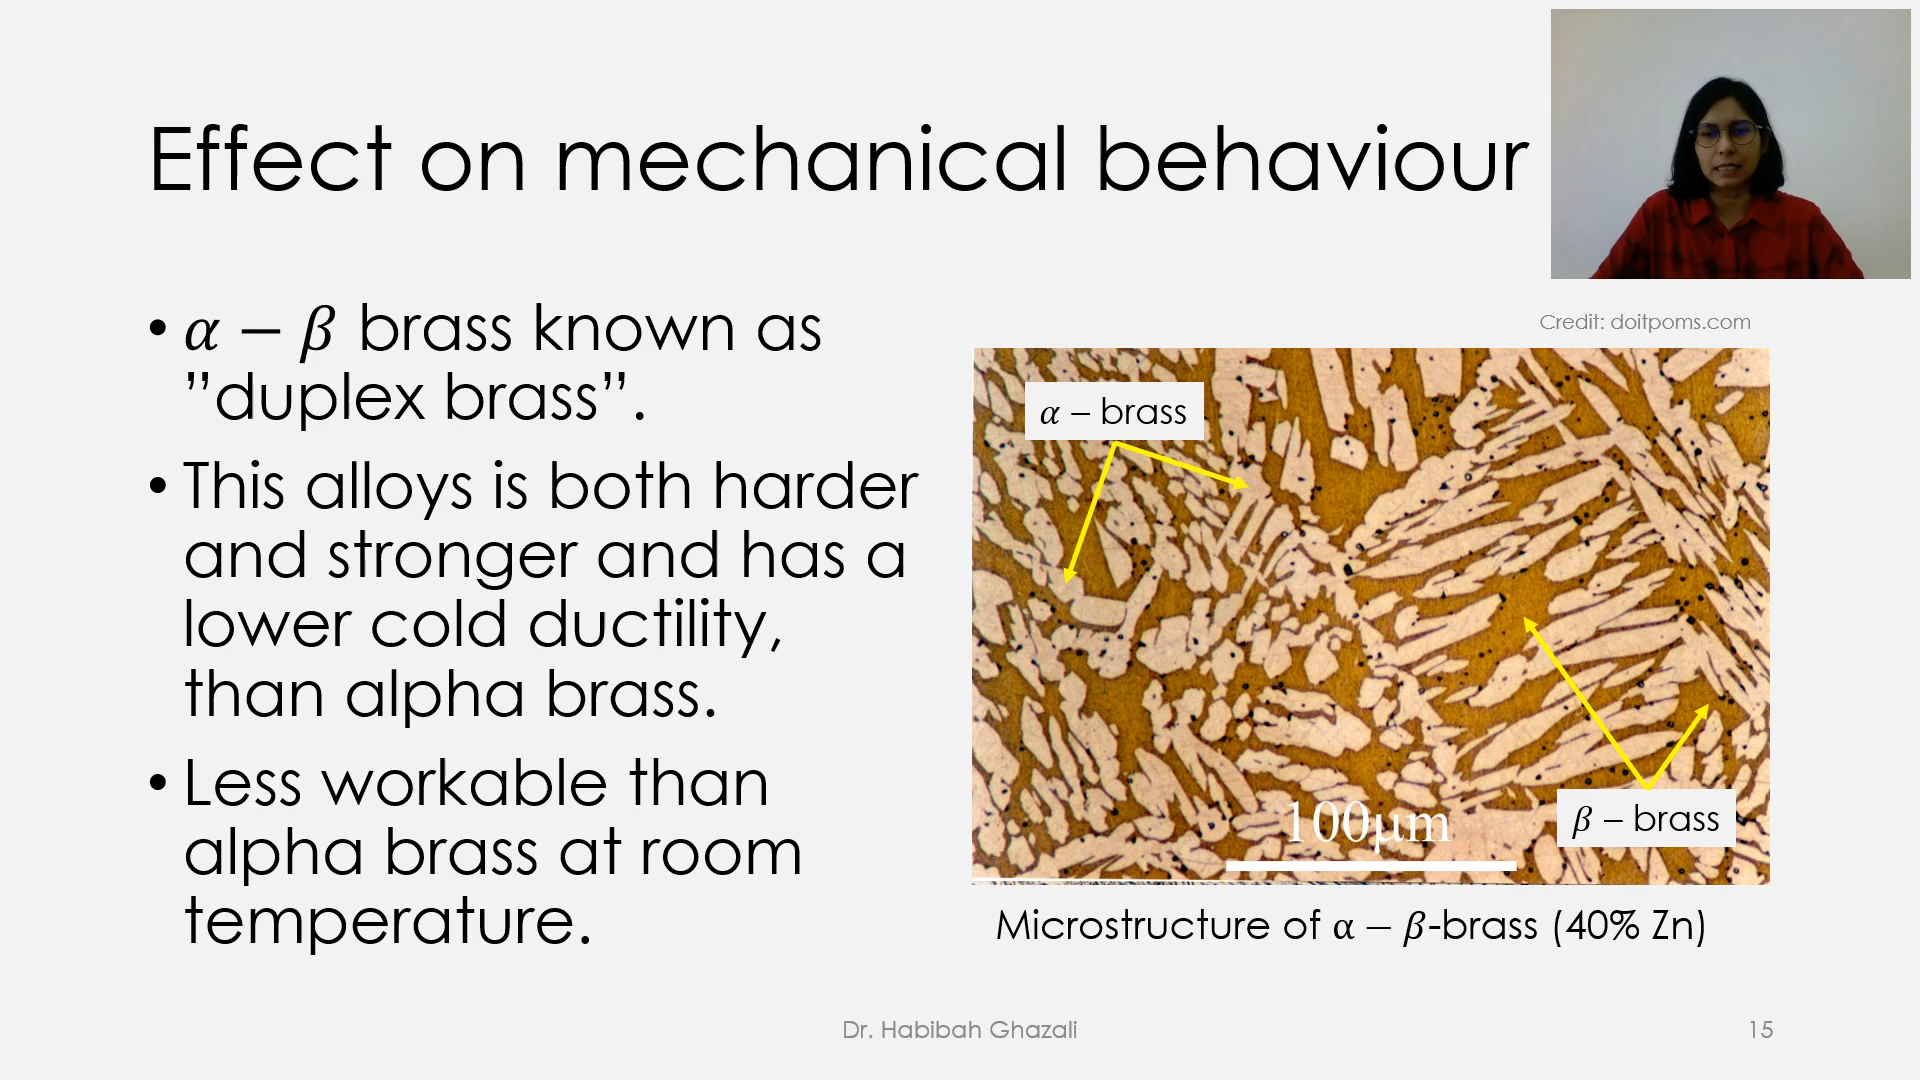 Effect on mechanical behaviour
• 𝛼 − 𝛽 brass known as
”duplex brass”.
• This alloys is both harder
and stronger and has a
lower cold ductility,
than alpha brass.
• Less workable than
alpha brass at room
temperature.
Credit: doitpoms.com
𝛼 – brass
𝛽 – brass
100μm
Microstructure of α − 𝛽-brass (40% Zn)
Dr. Habibah Ghazali
15